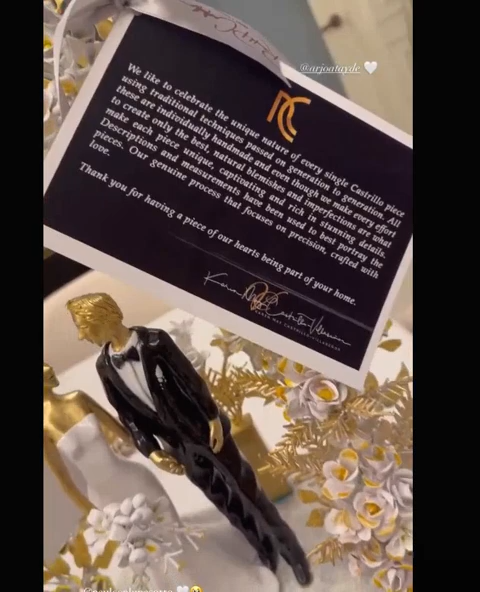 @arjoatayde 🤍
We like to celebrate the unique nature of every single Castrillo piece
using traditional techniques passed on generation to generation. All
these are individually handmade and even though we make every effort
to create only the best, natural blemishes and imperfections are what
make each piece unique, captivating and rich in stunning details.
Descriptions and measurements have been used to best portray the
pieces. Our genuine process that focuses on precision, crafted with
love.
Thank you for having a piece of our hearts being part of your home.